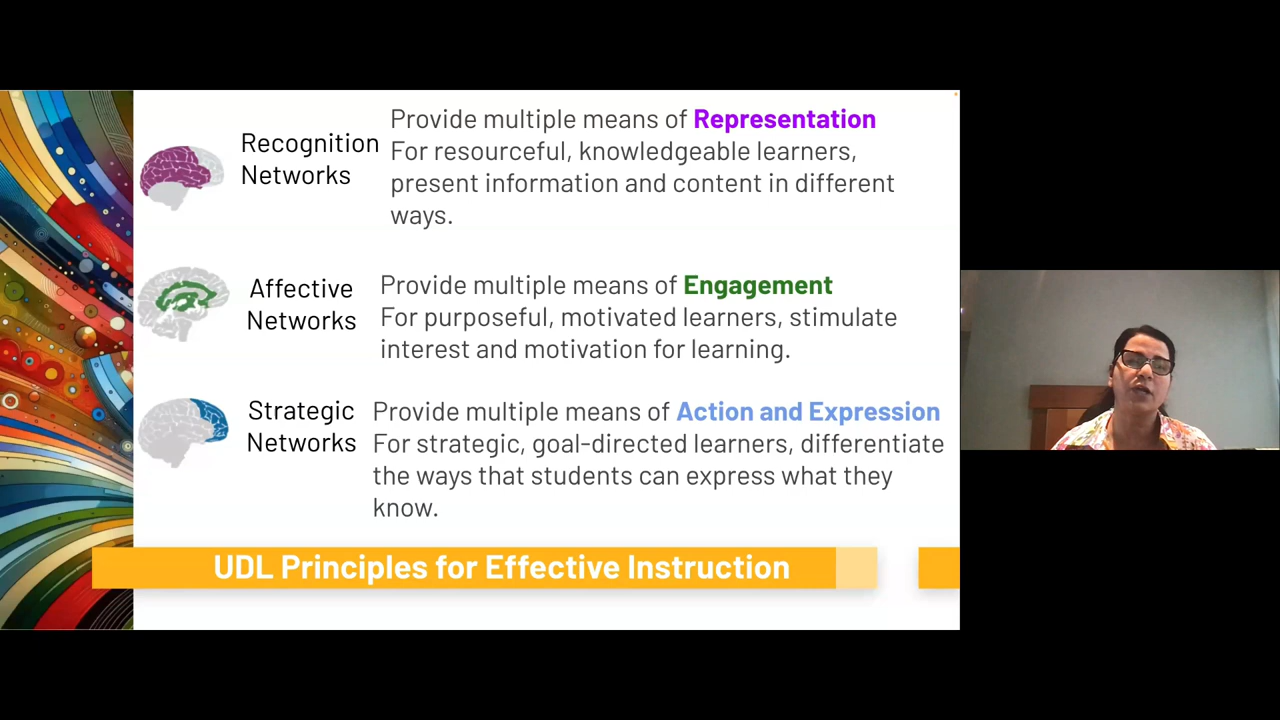 Recognition
Networks
Provide multiple means of Representation
For resourceful, knowledgeable learners,
present information and content in different
ways.
Affective
Networks
Provide multiple means of Engagement
For purposeful, motivated learners, stimulate
interest and motivation for learning.
Strategic
Networks
Provide multiple means of Action and Expression
For strategic, goal-directed learners, differentiate
the ways that students can express what they
know.
UDL Principles for Effective Instruction